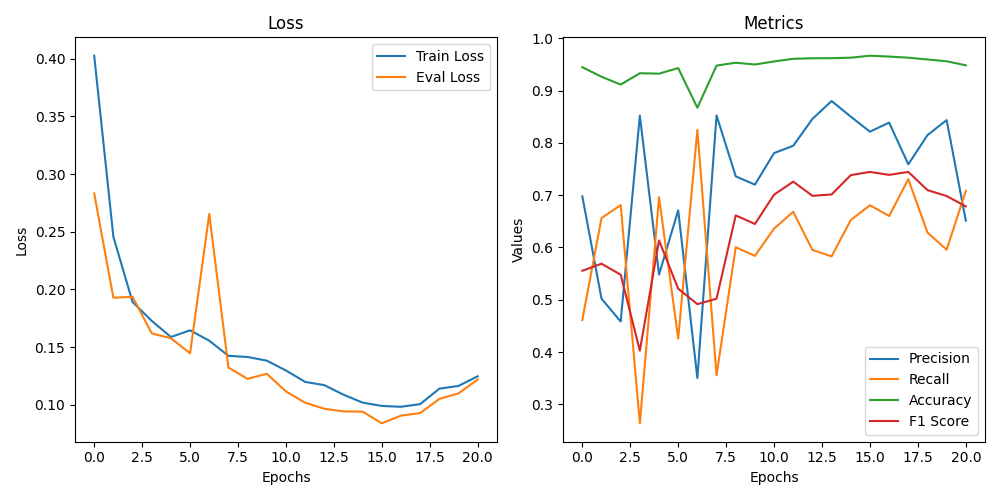 Loss
Train Loss
Eval Loss
0.40
0.35
0.30
0.25
0.20
0.15
0.10
Loss
0.0 2.5 5.0 7.5 10.0 12.5 15.0 17.5 20.0
Epochs
Metrics
1.0
0.9
0.8
0.7
0.6
0.5
0.4
0.3
Values
Precision
Recall
Accuracy
F1 Score
0.0 2.5 5.0 7.5 10.0 12.5 15.0 17.5 20.0
Epochs